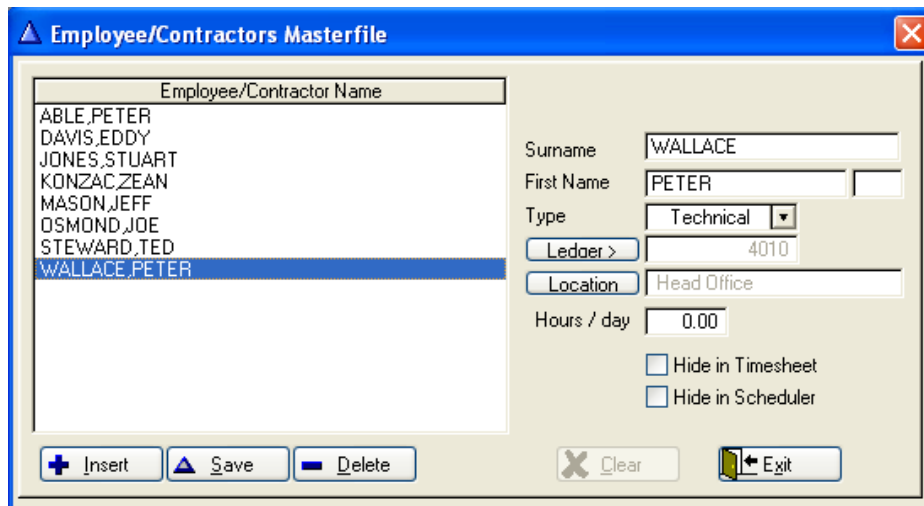 Employee/Contractors Masterfile
Employee/Contractor Name
ABLE,PETER
DAVIS,EDDY
JONES,STUART
KONZAC,ZEAN
MASON,JEFF
OSMOND,JOE
STEWARD,TED
WALLACE,PETER
Surname WALLACE
First Name PETER
Type Technical
Ledger > 4010
Location Head Office
Hours / day 0.00
Hide in Timesheet
Hide in Scheduler
Insert Save Delete Clear Exit